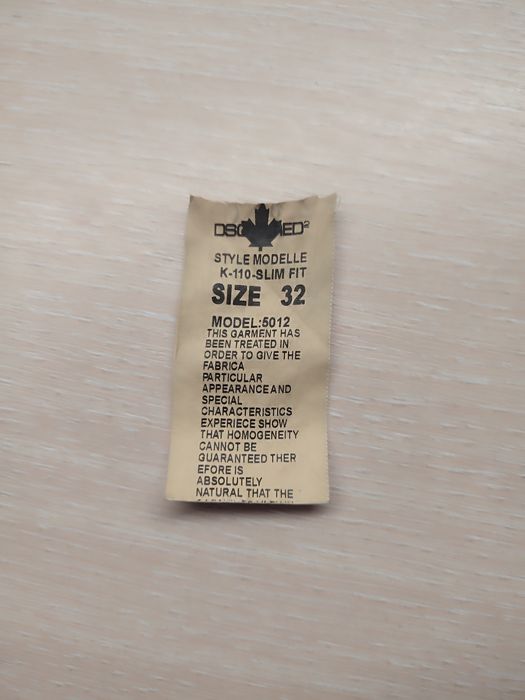 DSQ ED2
STYLE MODELLE
K-110-SLIM FIT
SIZE 32
MODEL:5012
THIS GARMENT HAS
BEEN TREATED IN
ORDER TO GIVE THE
FABRICA
PARTICULAR
APPEARANCE AND
SPECIAL
CHARACTERISTICS
EXPERIECE SHOW
THAT HOMOGENEITY
CANNOT BE
GUARANTEED THER
EFORE IS
ABSOLUTELY
NATURAL THAT THE